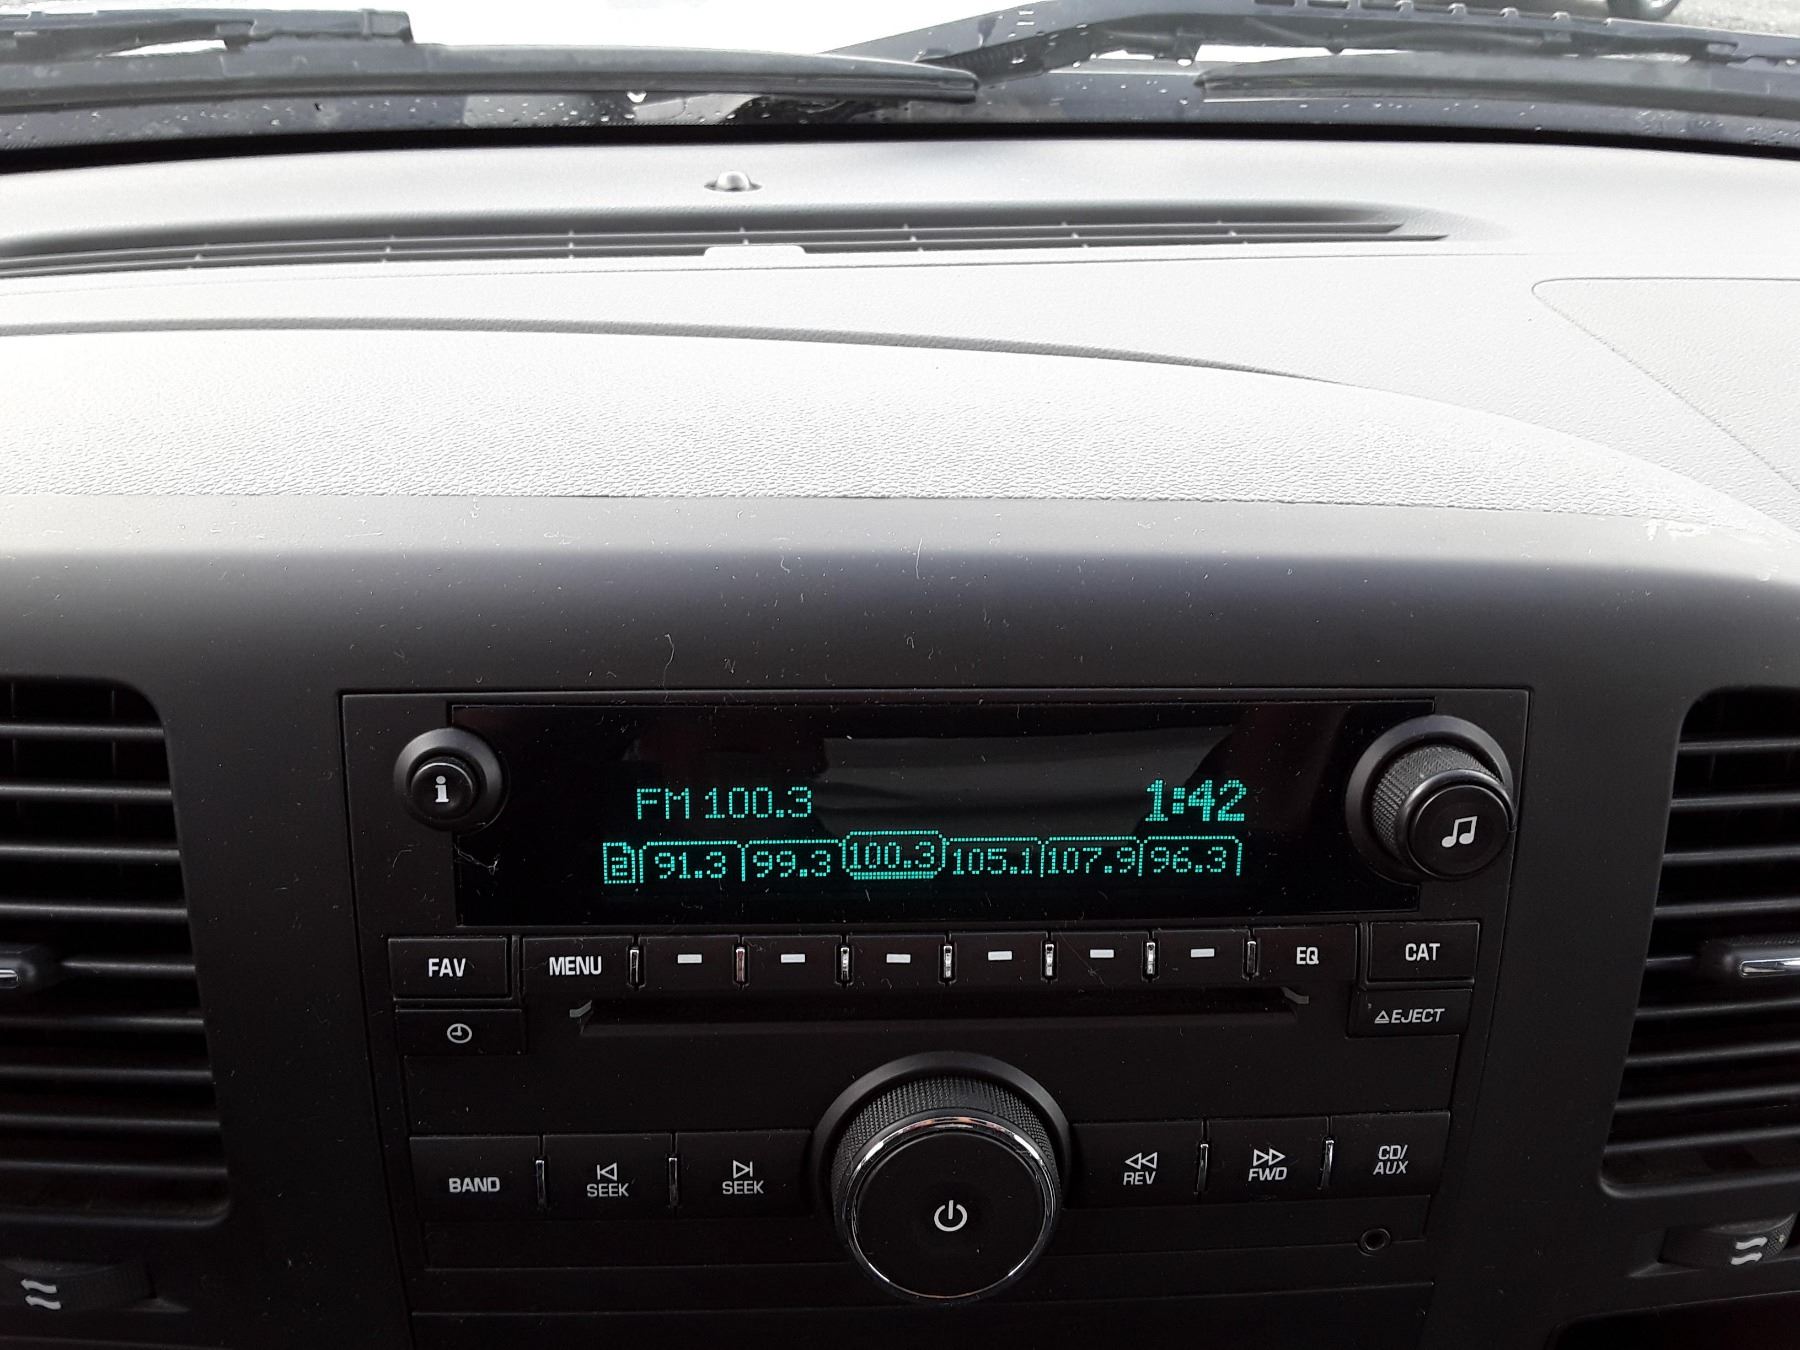 i
FM 100.3 1:42
2 91.3 99.3 100.3 105.1 107.9 96.3
FAV MENU EQ CAT
EJECT
BAND SEEK SEEK REV FWD CD/
AUX